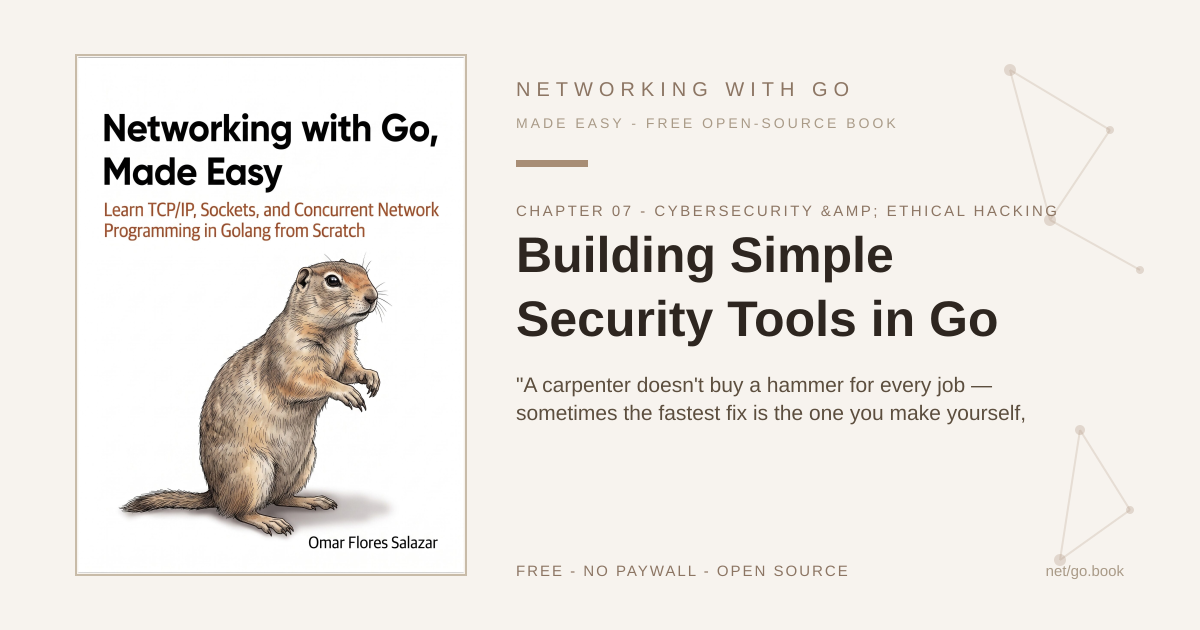 Networking with Go,
Made Easy
Learn TCP/IP, Sockets, and Concurrent Network
Programming in Golang from Scratch
Omar Flores Salazar
NETWORKING WITH GO
MADE EASY - FREE OPEN-SOURCE BOOK
CHAPTER 07 - CYBERSECURITY &AMP; ETHICAL HACKING
Building Simple
Security Tools in Go
"A carpenter doesn't buy a hammer for every job —
sometimes the fastest fix is the one you make yourself,
FREE - NO PAYWALL - OPEN SOURCE
net/go.book